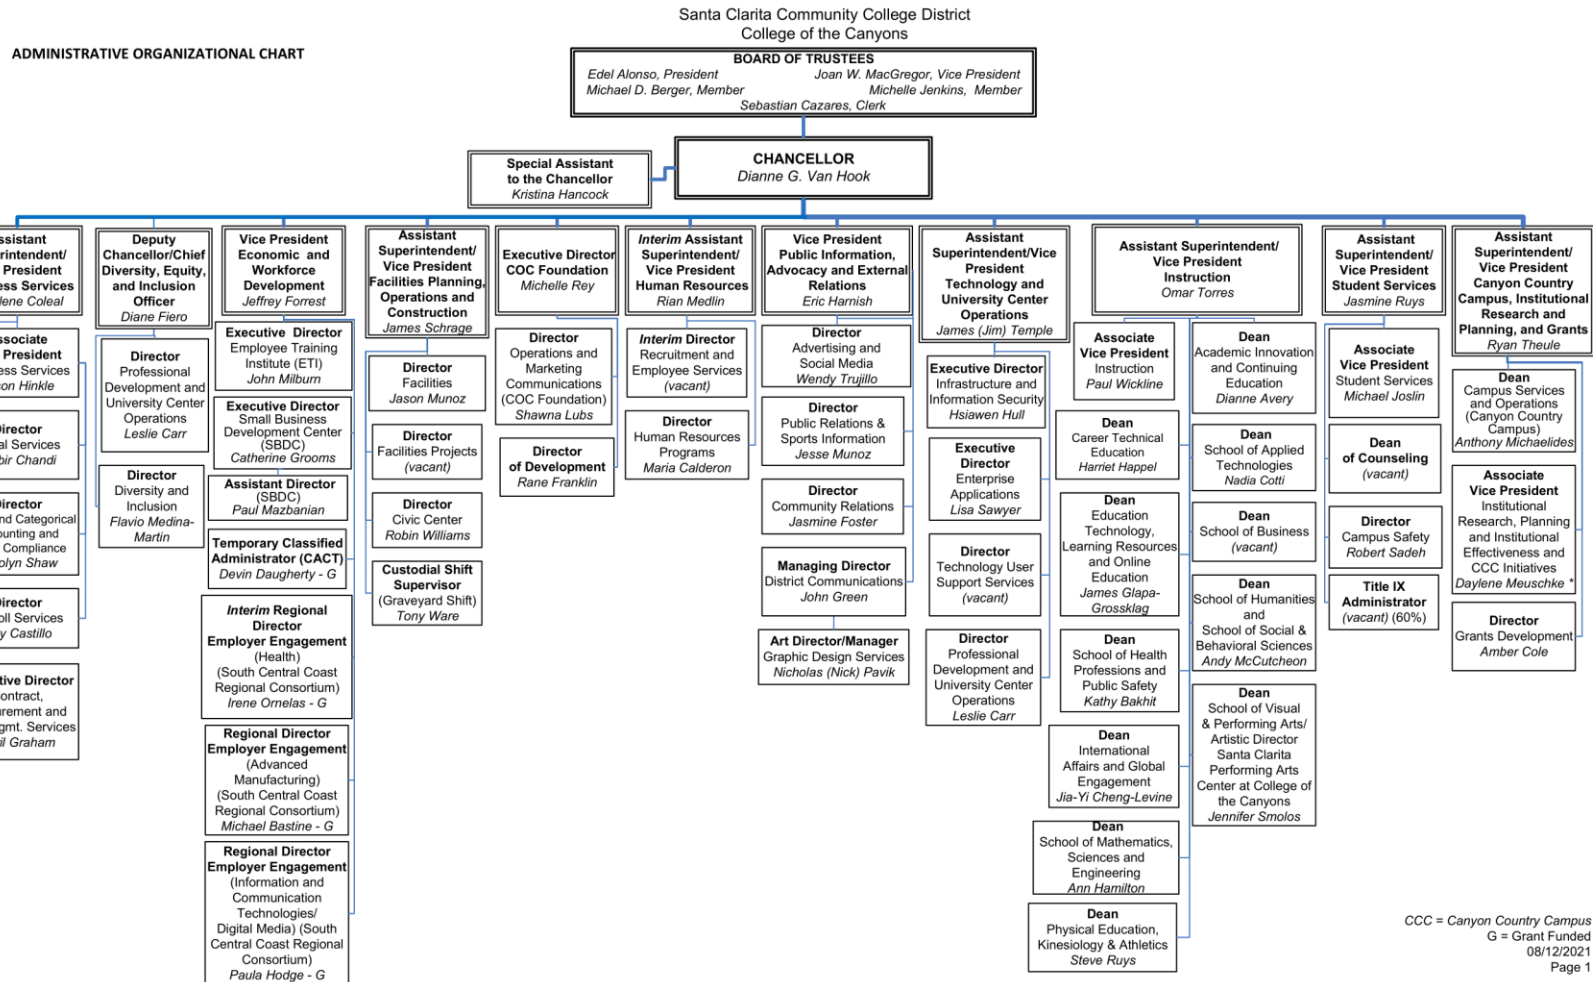 Santa Clarita Community College District
College of the Canyons
ADMINISTRATIVE ORGANIZATIONAL CHART
BOARD OF TRUSTEES
Edel Alonso, President Joan W. MacGregor, Vice President
Michael D. Berger, Member Michelle Jenkins, Member
Sebastian Cazares, Clerk
CHANCELLOR
Dianne G. Van Hook
Special Assistant
to the Chancellor
Kristina Hancock
President
Services
Coleal
President
Services
Hinkle
Services
Chandi
Categorical
and
Compliance
Shaw
Services
Castillo
Director
and
Services
Graham
Deputy
Chancellor/Chief
Diversity, Equity,
and Inclusion
Officer
Diane Fiero
Director
Professional
Development and
University Center
Operations
Leslie Carr
Director
Diversity and
Inclusion
Flavio Medina-
Martin
Vice President
Economic and
Workforce
Development
Jeffrey Forrest
Executive Director
Employee Training
Institute (ETI)
John Milburn
Executive Director
Small Business
Development Center
(SBDC)
Catherine Grooms
Assistant Director
(SBDC)
Paul Mazbanian
Temporary Classified
Administrator (CACT)
Devin Daugherty - G
Interim Regional
Director
Employer Engagement
(Health)
(South Central Coast
Regional Consortium)
Irene Ornelas - G
Regional Director
Employer Engagement
(Advanced
Manufacturing)
(South Central Coast
Regional Consortium)
Michael Bastine - G
Regional Director
Employer Engagement
(Information and
Communication
Technologies/
Digital Media) (South
Central Coast Regional
Consortium)
Paula Hodge - G
Assistant
Superintendent/
Vice President
Facilities Planning,
Operations and
Construction
James Schrage
Director
Facilities
Jason Munoz
Director
Facilities Projects
(vacant)
Director
Civic Center
Robin Williams
Custodial Shift
Supervisor
(Graveyard Shift)
Tony Ware
Executive Director
COC Foundation
Michelle Rey
Director
Operations and
Marketing
Communications
(COC Foundation)
Shawna Lubs
Director
of Development
Rane Franklin
Interim Assistant
Superintendent/
Vice President
Human Resources
Rian Medlin
Interim Director
Recruitment and
Employee Services
(vacant)
Director
Human Resources
Programs
Maria Calderon
Vice President
Public Information,
Advocacy and External
Relations
Eric Harnish
Director
Advertising and
Social Media
Wendy Trujillo
Director
Public Relations &
Sports Information
Jesse Munoz
Director
Community Relations
Jasmine Foster
Managing Director
District Communications
John Green
Art Director/Manager
Graphic Design Services
Nicholas (Nick) Pavik
Assistant
Superintendent/Vice
President
Technology and
University Center
Operations
James (Jim) Temple
Executive Director
Infrastructure and
Information Security
Hsiawen Hull
Executive
Director
Enterprise
Applications
Lisa Sawyer
Director
Technology User
Support Services
(vacant)
Director
Professional
Development and
University Center
Operations
Leslie Carr
Assistant Superintendent/
Vice President
Instruction
Omar Torres
Associate
Vice President
Instruction
Paul Wickline
Dean
Career Technical
Education
Harriet Happel
Dean
Education
Technology,
Learning Resources
and Online
Education
James Glapa-
Grossklag
Dean
School of Health
Professions and
Public Safety
Kathy Bakhit
Dean
International
Affairs and Global
Engagement
Jia-Yi Cheng-Levine
Dean
School of Mathematics,
Sciences and
Engineering
Ann Hamilton
Dean
Physical Education,
Kinesiology & Athletics
Steve Ruys
Dean
Academic Innovation
and Continuing
Education
Dianne Avery
Dean
School of Applied
Technologies
Nadia Cotti
Dean
School of Business
(vacant)
Dean
School of Humanities
and
School of Social &
Behavioral Sciences
Andy McCutcheon
Dean
School of Visual
& Performing Arts/
Artistic Director
Santa Clarita
Performing Arts
Center at College of
the Canyons
Jennifer Smolos
Assistant
Superintendent/
Vice President
Student Services
Jasmine Ruys
Associate
Vice President
Student Services
Michael Joslin
Dean
of Counseling
(vacant)
Director
Campus Safety
Robert Sadeh
Title IX
Administrator
(vacant) (60%)
Assistant
Superintendent/
Vice President
Canyon Country
Campus, Institutional
Research and
Planning, and Grants
Ryan Theule
Dean
Campus Services
and Operations
(Canyon Country
Campus)
Anthony Michaelides
Associate
Vice President
Institutional
Research, Planning
and Institutional
Effectiveness and
CCC Initiatives
Daylene Meuschke *
Director
Grants Development
Amber Cole
CCC = Canyon Country Campus
G = Grant Funded
08/12/2021
Page 1